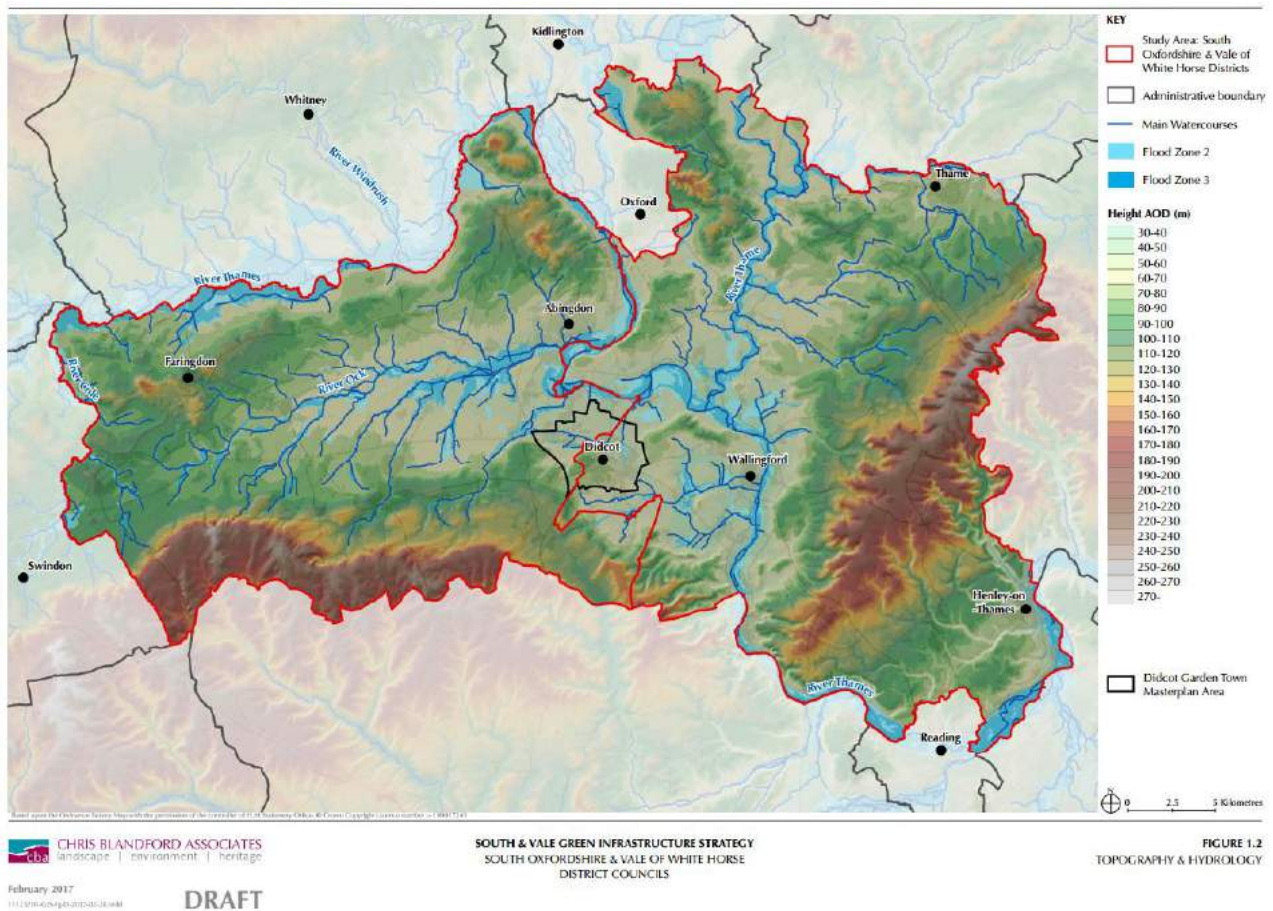 Kidlington
Whitney
River Windrush
Oxford
Thame
River Thame
River Thames
Abingdon
Faringdon
River Ock
Didcot
Wallingford
Swindon
Henley-on
-Thames
River Thames
Reading
KEY
Study Area: South
Oxfordshire & Vale of
White Horse Districts
Administrative boundary
Main Watercourses
Flood Zone 2
Flood Zone 3
Height AOD (m)
30-40
40-50
50-60
60-70
70-80
80-90
90-100
100-110
110-120
120-130
130-140
140-150
150-160
160-170
170-180
180-190
190-200
200-210
210-220
220-230
230-240
240-250
250-260
260-270
270-
Didcot Garden Town
Masterplan Area
N
0 2.5 5 Kilometres
cba
CHRIS BLANDFORD ASSOCIATES
landscape | environment | heritage
February 2017
DRAFT
SOUTH & VALE GREEN INFRASTRUCTURE STRATEGY
SOUTH OXFORDSHIRE & VALE OF WHITE HORSE
DISTRICT COUNCILS
FIGURE 1.2
TOPOGRAPHY & HYDROLOGY